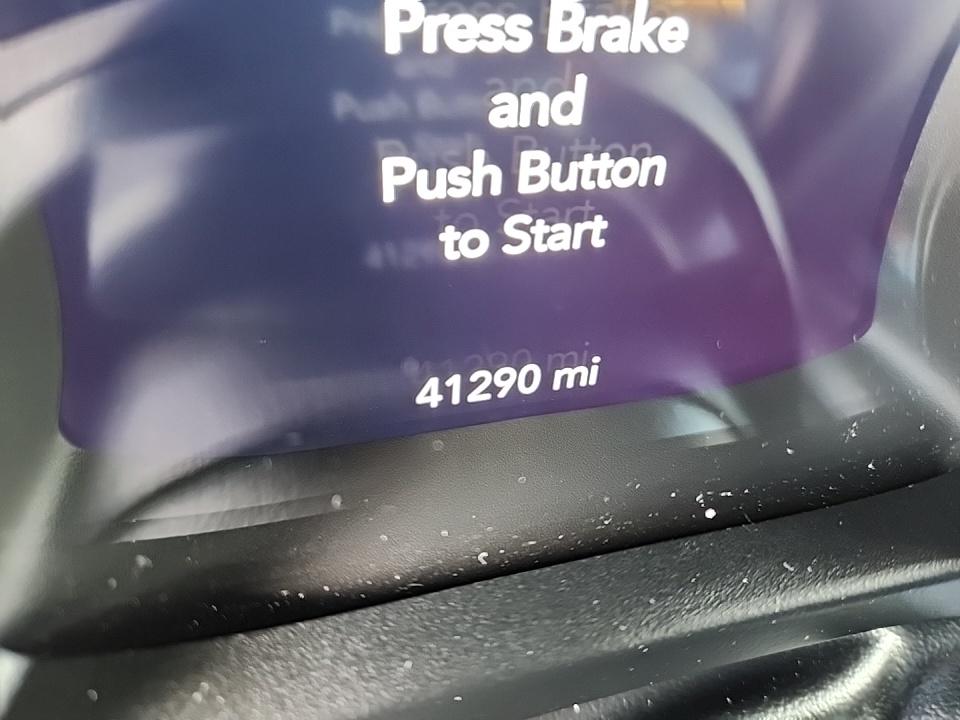 Press Brake
and
Push Button
to Start
41290 mi